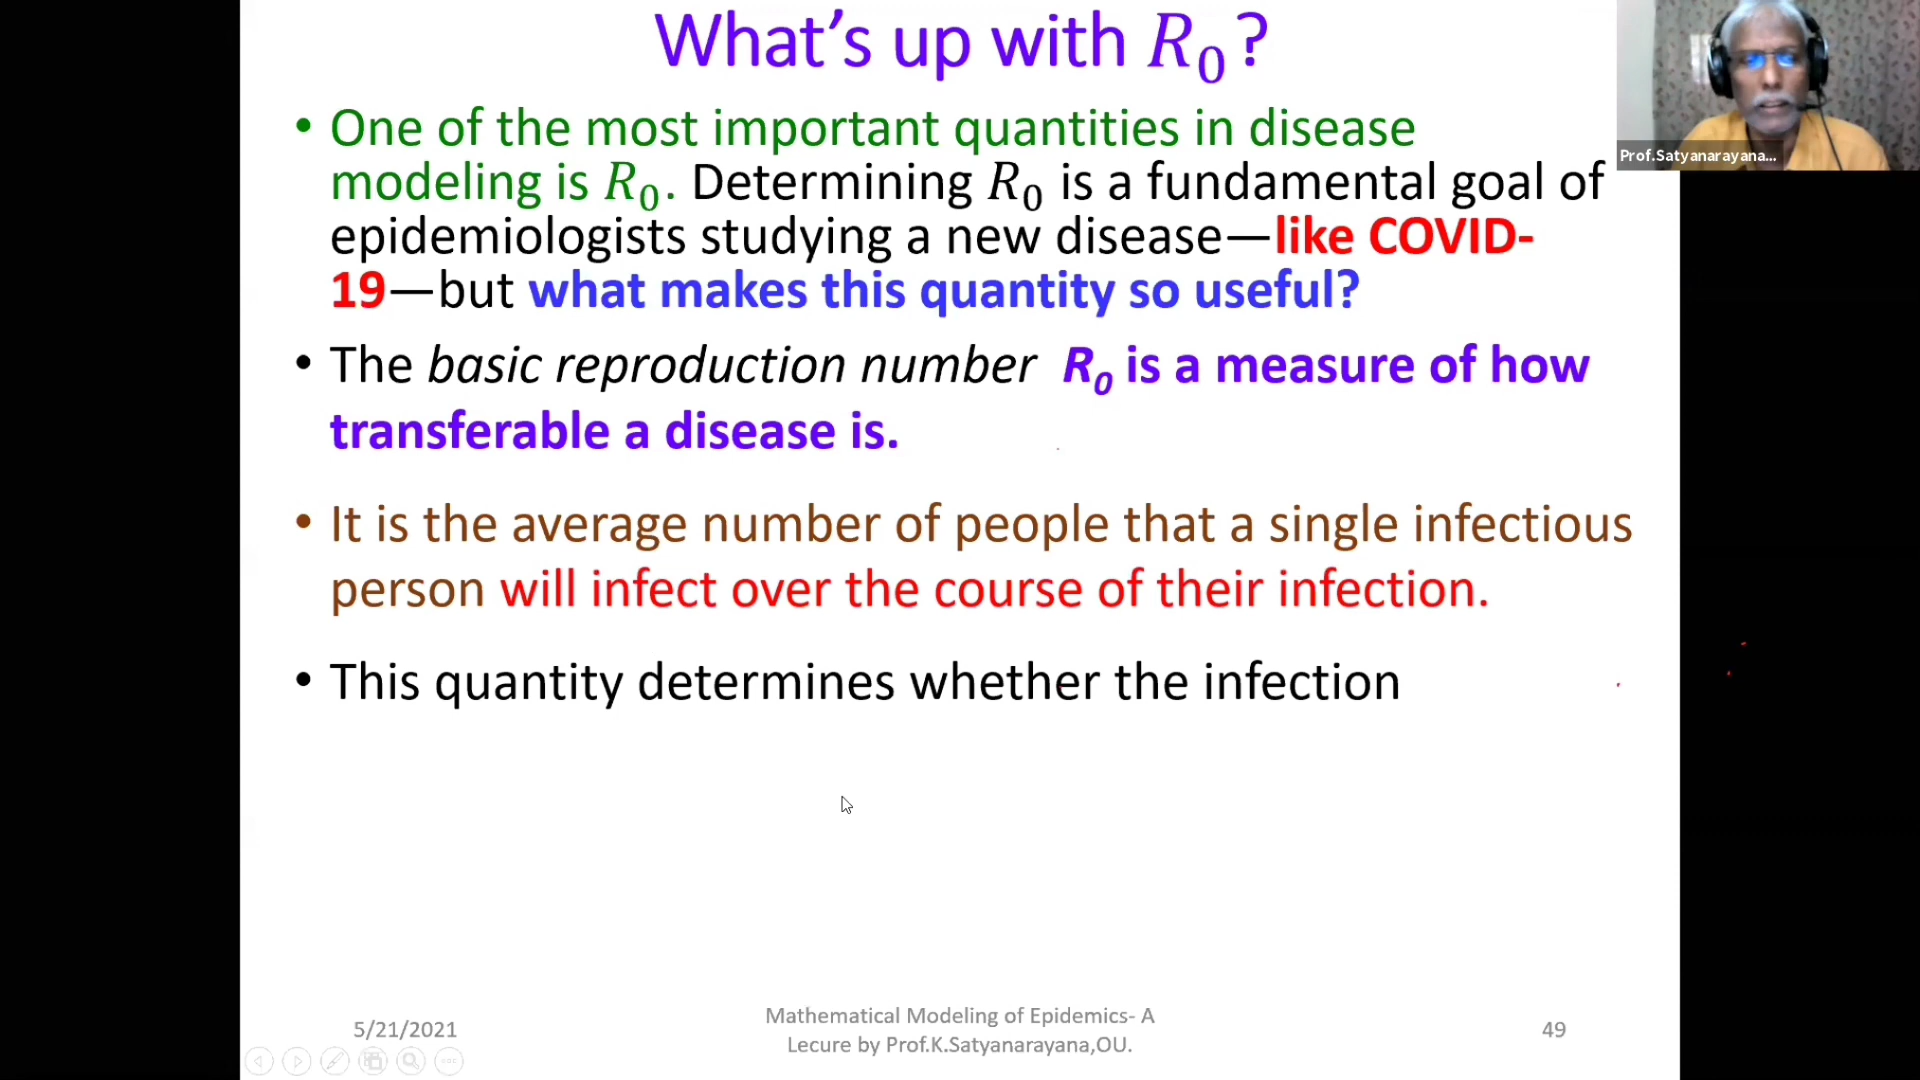 What’s up with R₀?
• One of the most important quantities in disease
modeling is R₀. Determining R₀ is a fundamental goal of
epidemiologists studying a new disease—like COVID-
19—but what makes this quantity so useful?
• The basic reproduction number R₀ is a measure of how
transferable a disease is.
• It is the average number of people that a single infectious
person will infect over the course of their infection.
• This quantity determines whether the infection
Prof.Satyanarayana...
5/21/2021
Mathematical Modeling of Epidemics- A
Lecure by Prof.K.Satyanarayana,OU.
49